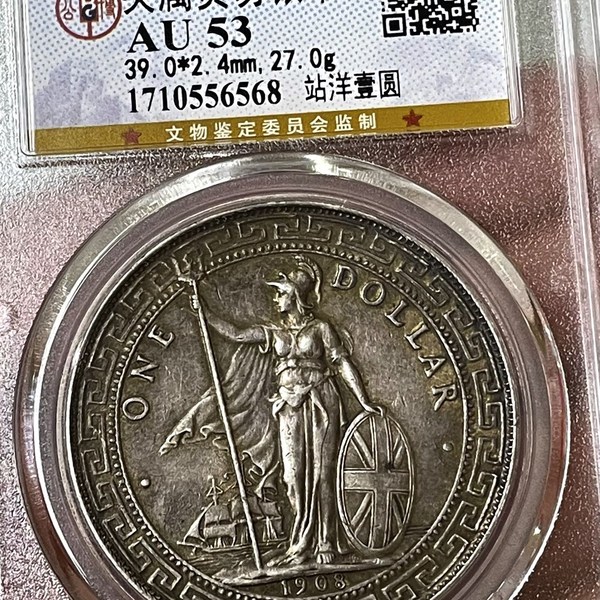 AU 53
39.0*2.4mm,27.0g
1710556568 站洋壹圆
文物鉴定委员会监制
ONE DOLLAR
1908